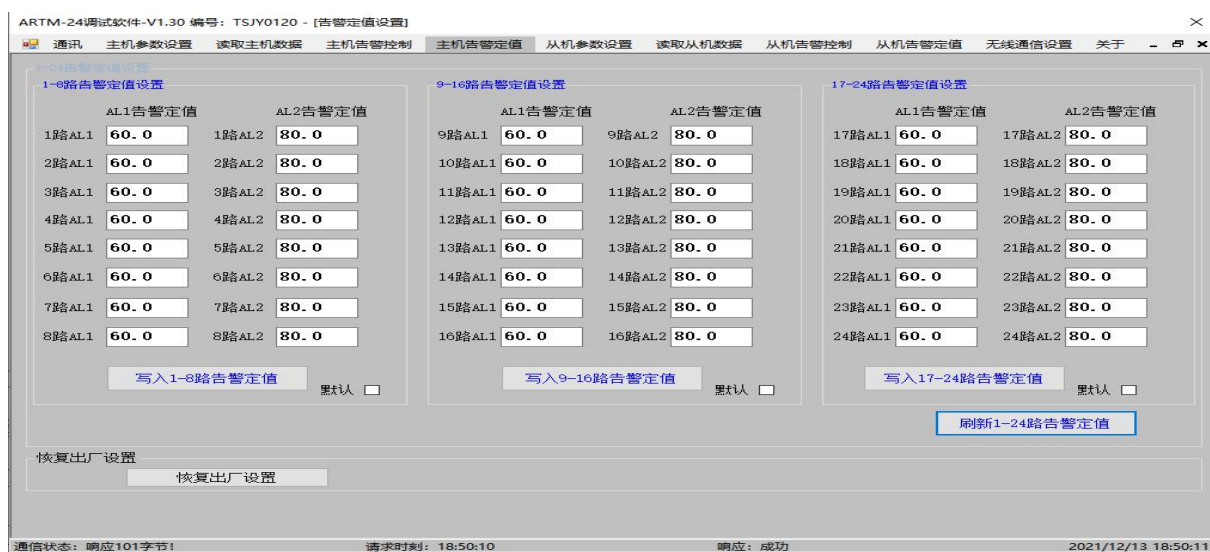 ARTM-24调试软件-V1.30 编号：TSJY0120 - [告警定值设置]
通讯 主机参数设置 读取主机数据 主机告警控制 主机告警定值 从机参数设置 读取从机数据 从机告警控制 从机告警定值 无线通信设置 关于
1-24告警定值设置
1-8路告警定值设置 9-16路告警定值设置 17-24路告警定值设置
AL1告警定值 AL2告警定值 AL1告警定值 AL2告警定值 AL1告警定值 AL2告警定值
1路AL1 60.0 1路AL2 80.0 9路AL1 60.0 9路AL2 80.0 17路AL1 60.0 17路AL2 80.0
2路AL1 60.0 2路AL2 80.0 10路AL1 60.0 10路AL2 80.0 18路AL1 60.0 18路AL2 80.0
3路AL1 60.0 3路AL2 80.0 11路AL1 60.0 11路AL2 80.0 19路AL1 60.0 19路AL2 80.0
4路AL1 60.0 4路AL2 80.0 12路AL1 60.0 12路AL2 80.0 20路AL1 60.0 20路AL2 80.0
5路AL1 60.0 5路AL2 80.0 13路AL1 60.0 13路AL2 80.0 21路AL1 60.0 21路AL2 80.0
6路AL1 60.0 6路AL2 80.0 14路AL1 60.0 14路AL2 80.0 22路AL1 60.0 22路AL2 80.0
7路AL1 60.0 7路AL2 80.0 15路AL1 60.0 15路AL2 80.0 23路AL1 60.0 23路AL2 80.0
8路AL1 60.0 8路AL2 80.0 16路AL1 60.0 16路AL2 80.0 24路AL1 60.0 24路AL2 80.0
写入1-8路告警定值 默认 写入9-16路告警定值 默认 写入17-24路告警定值 默认
刷新1-24路告警定值
恢复出厂设置
恢复出厂设置
通信状态：响应101字节! 请求时刻：18:50:10 响应：成功 2021/12/13 18:50:11